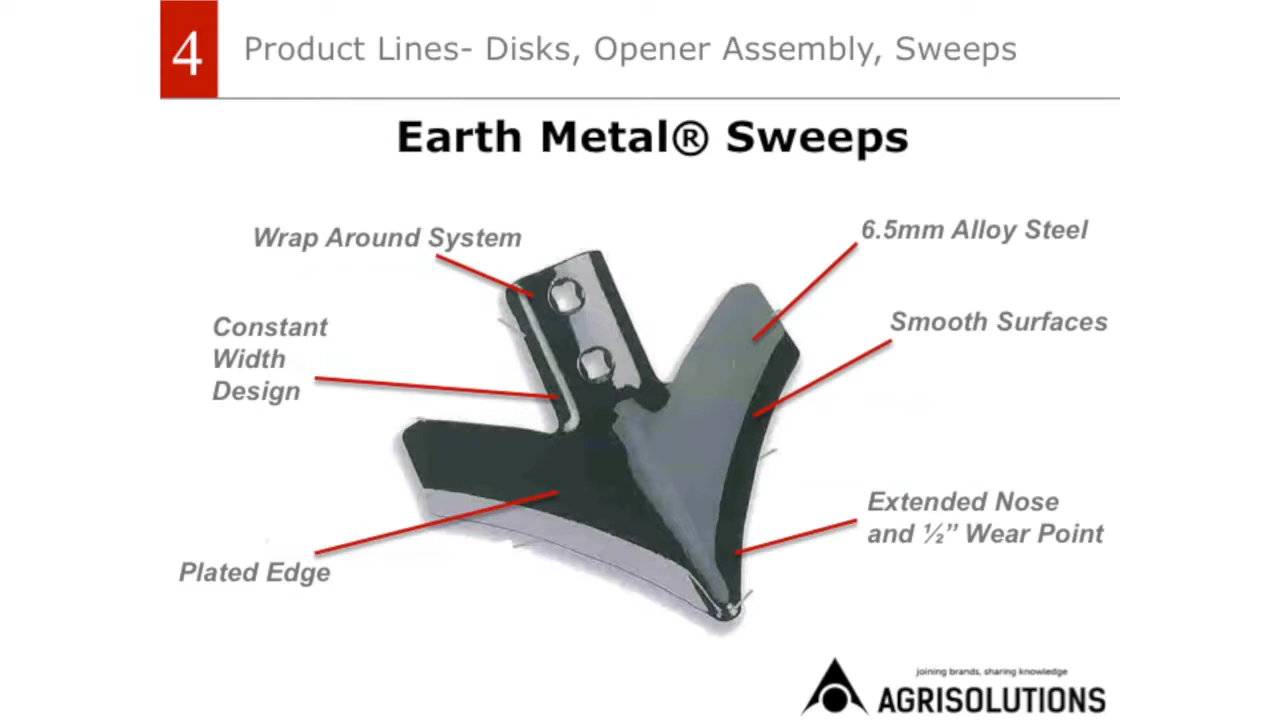 4
Product Lines- Disks, Opener Assembly, Sweeps
Earth Metal® Sweeps
Wrap Around System
6.5mm Alloy Steel
Constant
Width
Design
Smooth Surfaces
Extended Nose
and ½” Wear Point
Plated Edge
joining brands, sharing knowledge
AGRISOLUTIONS